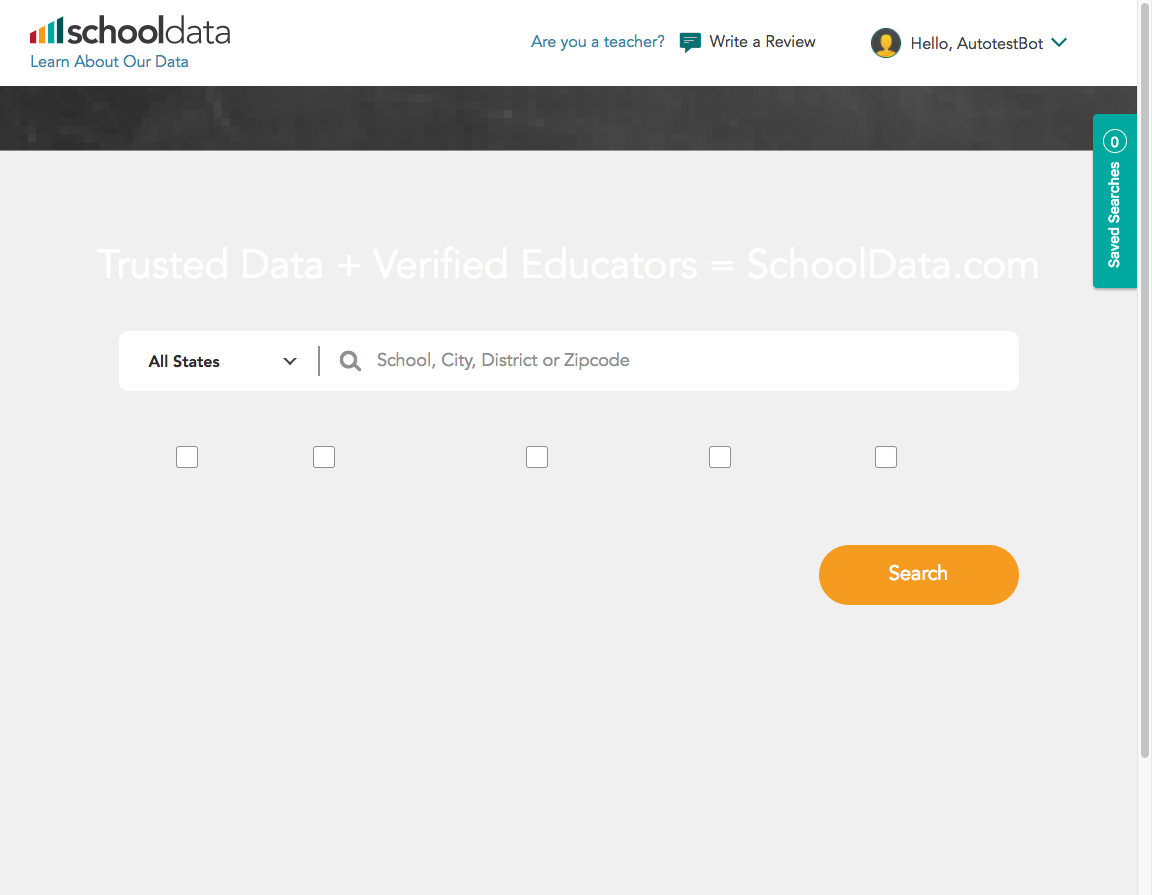 schooldata
Learn About Our Data
Are you a teacher?
Write a Review
Hello, AutotestBot
0
Saved Searches
Trusted Data + Verified Educators = SchoolData.com
All States
School, City, District or Zipcode
Search